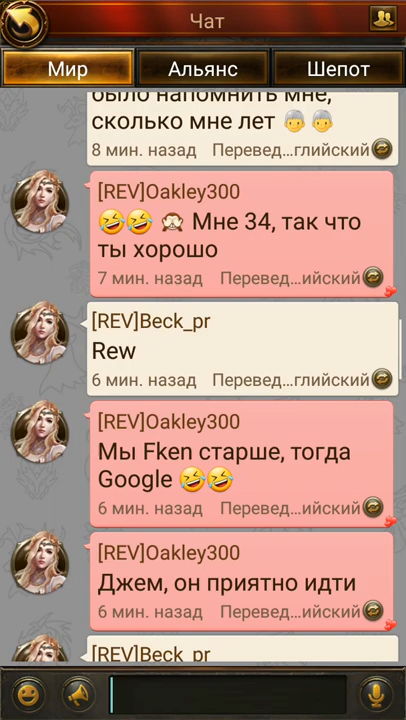 Чат
Мир Альянс Шепот
было напомнить мне,
сколько мне лет 👵👵
8 мин. назад Перевед...глийский
[REV]Oakley300
🤣🤣 🙈 Мне 34, так что
ты хорошо
7 мин. назад Перевед...ийский
[REV]Beck_pr
Rew
6 мин. назад Перевед...глийский
[REV]Oakley300
Мы Fken старше, тогда
Google 🤣🤣
6 мин. назад Перевед...ийский
[REV]Oakley300
Джем, он приятно идти
6 мин. назад Перевед...ийский
[REV]Beck_pr